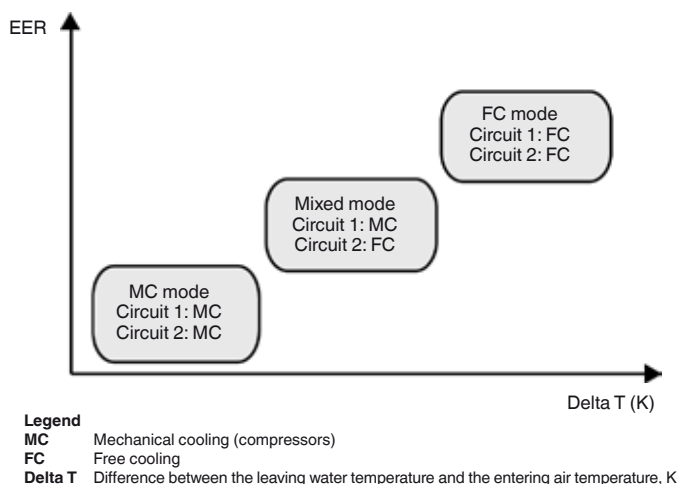 EER
FC mode
Circuit 1: FC
Circuit 2: FC
Mixed mode
Circuit 1: MC
Circuit 2: FC
MC mode
Circuit 1: MC
Circuit 2: MC
Delta T (K)
Legend
MC Mechanical cooling (compressors)
FC Free cooling
Delta T Difference between the leaving water temperature and the entering air temperature, K